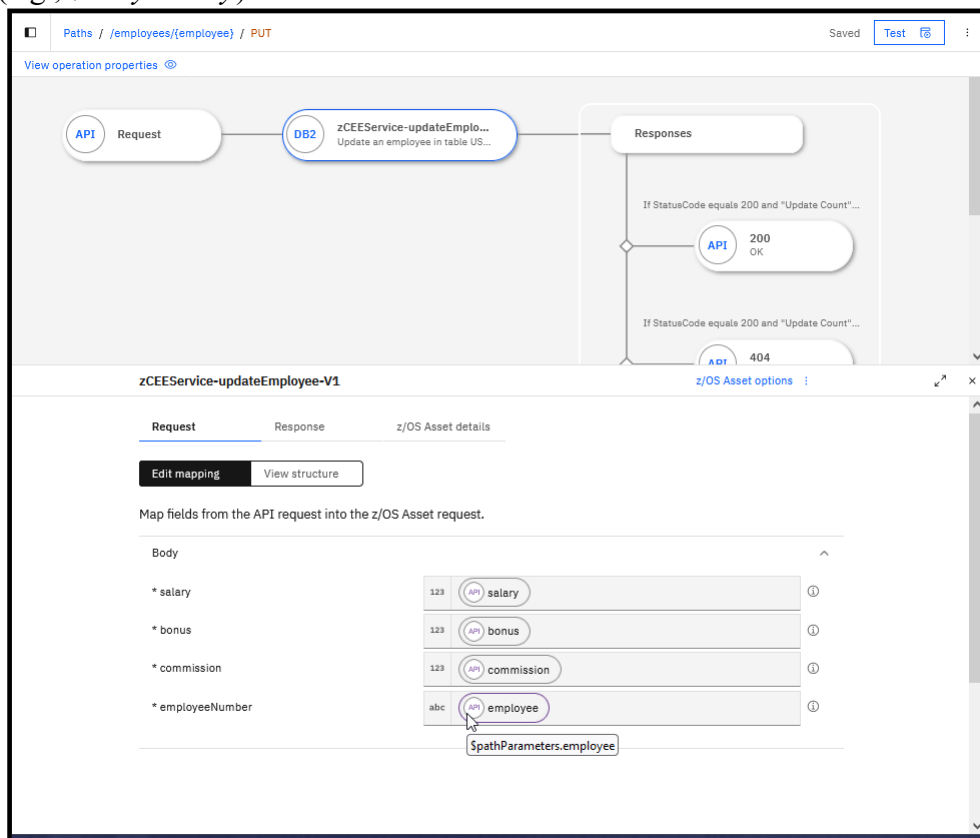 Paths / /employees/{employee} / PUT
Saved
Test
View operation properties
API
Request
DB2
zCEEService-updateEmplo...
Update an employee in table US...
Responses
If StatusCode equals 200 and "Update Count"...
API
200
OK
If StatusCode equals 200 and "Update Count"...
API
404
zCEEService-updateEmployee-V1
z/OS Asset options
Request
Response
z/OS Asset details
Edit mapping
View structure
Map fields from the API request into the z/OS Asset request.
Body
* salary
123
API salary
* bonus
123
API bonus
* commission
123
API commission
* employeeNumber
abc
API employee
$pathParameters.employee